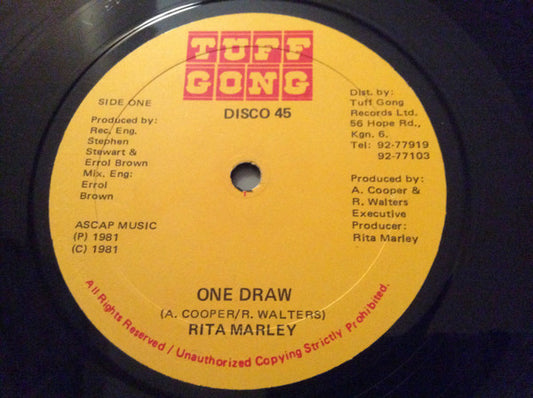 TUFF
GONG
DISCO 45
SIDE ONE
Produced by:
Rec. Eng.
Stephen
Stewart &
Errol Brown
Mix. Eng:
Errol
Brown
ASCAP MUSIC
(P) 1981
(C) 1981
Dist. by:
Tuff Gong
Records Ltd.
56 Hope Rd.,
Kgn. 6.
Tel: 92-77919
92-77103
Produced by:
A. Cooper &
R. Walters
Executive
Producer:
Rita Marley
ONE DRAW
(A. COOPER/R. WALTERS)
RITA MARLEY
All Rights Reserved / Unauthorized Copying Strictly Prohibited.